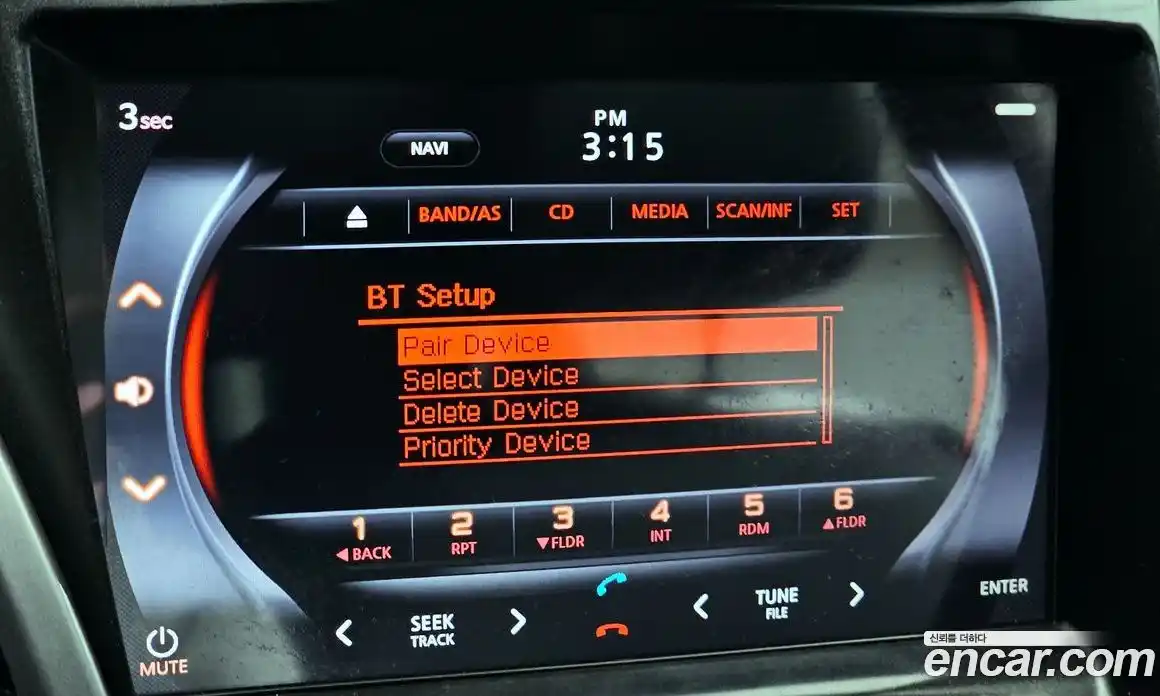 3sec
NAVI
PM
3:15
BAND/AS CD MEDIA SCAN/INF SET
BT Setup
Pair Device
Select Device
Delete Device
Priority Device
1 2 3 4 5 6
◀BACK RPT ▼FLDR INT RDM ▲FLDR
SEEK
TRACK
TUNE
FILE
ENTER
MUTE
신뢰를 더하다
encar.com